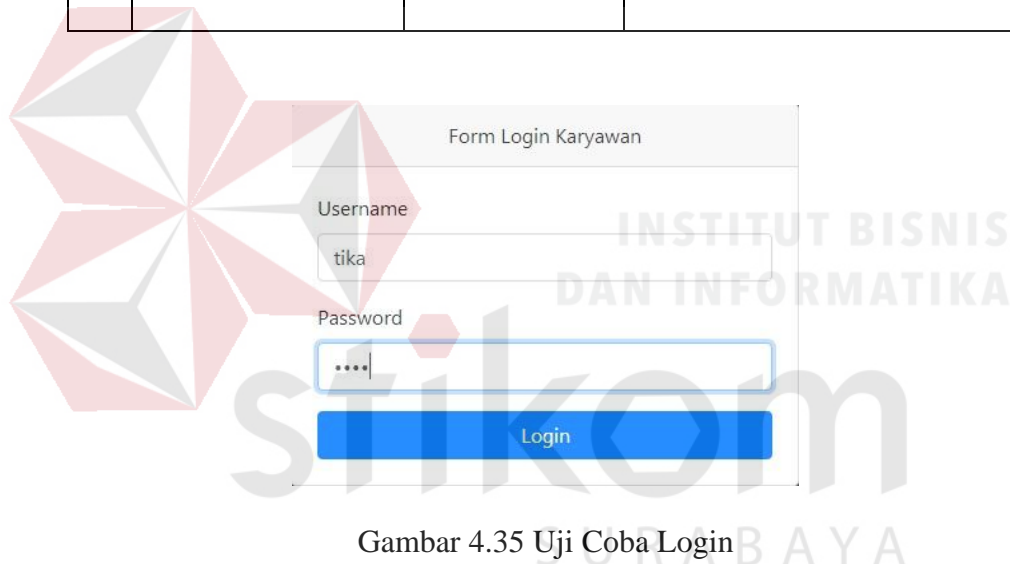 Form Login Karyawan
Username
INSTITUT BISNIS
tika
DAN INFORMATIKA
Password
••••
stikom
Login
Gambar 4.35 Uji Coba Login
SURABAYA